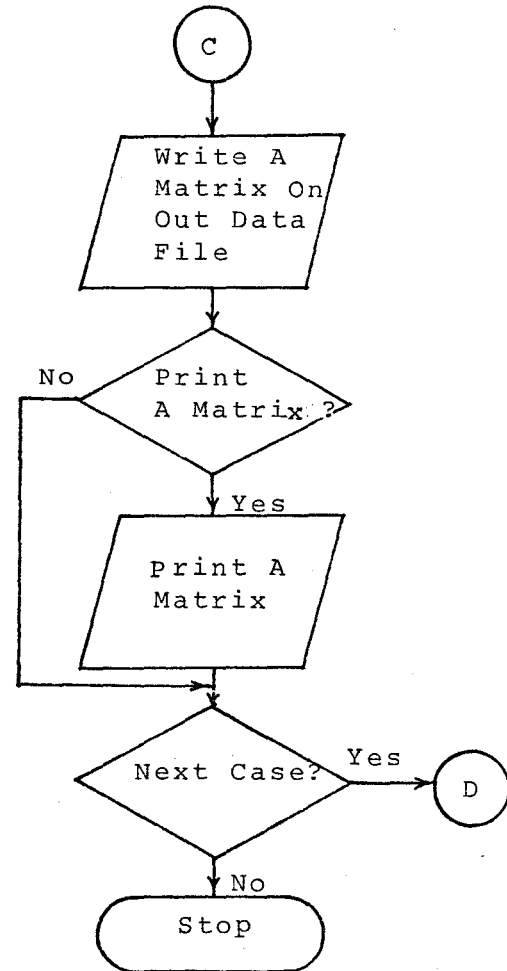 C
Write A
Matrix On
Out Data
File
No
Print
A Matrix ?
Yes
Print A
Matrix
Next Case?
Yes
D
No
Stop